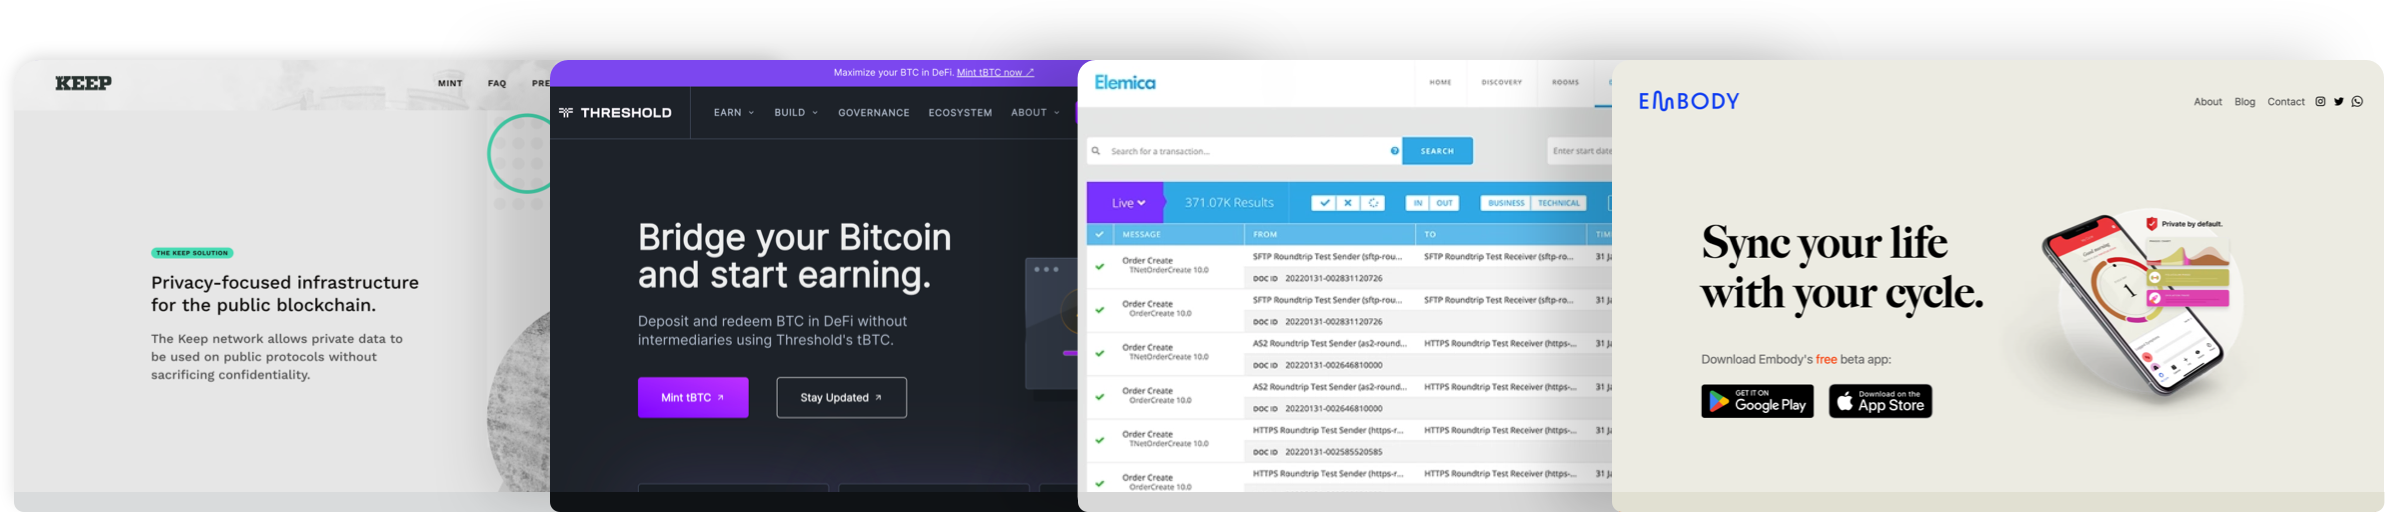 KEEP
MINT FAQ PRE
THE KEEP SOLUTION
Privacy-focused infrastructure
for the public blockchain.
The Keep network allows private data to
be used on public protocols without
sacrificing confidentiality.
Maximize your BTC in DeFi. Mint tBTC now ↗
THRESHOLD
EARN BUILD GOVERNANCE ECOSYSTEM ABOUT
Bridge your Bitcoin
and start earning.
Deposit and redeem BTC in DeFi without
intermediaries using Threshold's tBTC.
Mint tBTC ↗ Stay Updated ↗
Elemica
HOME DISCOVERY ROOMS
Search for a transaction... ? SEARCH Enter start date
Live 371.07K Results IN OUT BUSINESS TECHNICAL
MESSAGE FROM TO TIM
Order Create SFTP Roundtrip Test Sender (sftp-rou... SFTP Roundtrip Test Receiver (sftp-ro... 31 Ja
TNetOrderCreate 10.0
DOC ID 20220131-002831120726
Order Create SFTP Roundtrip Test Sender (sftp-rou... SFTP Roundtrip Test Receiver (sftp-ro... 31 Ja
OrderCreate 10.0
DOC ID 20220131-002831120726
Order Create AS2 Roundtrip Test Sender (as2-round... HTTPS Roundtrip Test Receiver (https-... 31 Ja
TNetOrderCreate 10.0
DOC ID 20220131-002646810000
Order Create AS2 Roundtrip Test Sender (as2-round... HTTPS Roundtrip Test Receiver (https-... 31 Ja
OrderCreate 10.0
DOC ID 20220131-002646810000
Order Create HTTPS Roundtrip Test Sender (https-r... HTTPS Roundtrip Test Receiver (https-... 31 Ja
TNetOrderCreate 10.0
DOC ID 20220131-002585520585
Order Create HTTPS Roundtrip Test Sender (https-r... HTTPS Roundtrip Test Receiver (https-... 31 Ja
OrderCreate 10.0
EMBODY
About Blog Contact
Sync your life
with your cycle.
Download Embody's free beta app:
GET IT ON
Google Play
Download on the
App Store
Private by default.
1